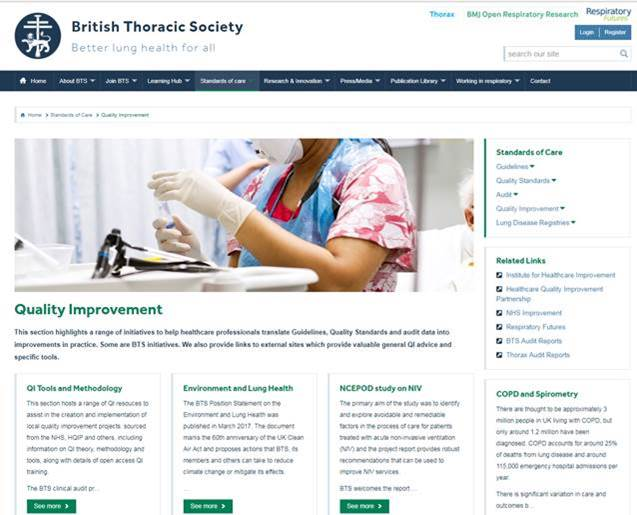 British Thoracic Society
Better lung health for all
Thorax BMJ Open Respiratory Research Respiratory Futures
Login Register
search our site
Home About BTS Join BTS Learning Hub Standards of care Research & Innovation Press/Media Publication Library Working in respiratory Contact
Home > Standards of Care > Quality Improvement
Quality Improvement
This section highlights a range of initiatives to help healthcare professionals translate Guidelines, Quality Standards and audit data into
improvements in practice. Some are BTS initiatives. We also provide links to external sites which provide valuable general QI advice and
specific tools.
QI Tools and Methodology
This section hosts a range of QI resouces to
assist in the creation and implementation of
local quality improvement projects: sourced
from the NHS, HQIP and others, including
information on QI theory, methodology and
tools, along with details of open access QI
training.
The BTS clinical audit pr...
See more >
Environment and Lung Health
The BTS Position Statement on the
Environment and Lung Health was
published in March 2017. The document
marks the 60th anniversary of the UK Clean
Air Act and proposes actions that BTS, its
members and others can take to reduce
climate change or mitigate its effects.
...
See more >
NCEPOD study on NIV
The primary aim of the study was to identify
and explore avoidable and remediable
factors in the process of care for patients
treated with acute non-invasive ventilation
(NIV) and the project report provides robust
recommendations that can be used to
improve NIV services.
BTS welcomes the report ...
See more >
Standards of Care
Guidelines
Quality Standards
Audit
Quality Improvement
Lung Disease Registries
Related Links
Institute for Healthcare Improvement
Healthcare Quality Improvement
Partnership
NHS Improvement
Respiratory Futures
BTS Audit Reports
Thorax Audit Reports
COPD and Spirometry
There are thought to be approximately 3
million people in UK living with COPD, but
only around 1.2 million have been
diagnosed. COPD accounts for around 25%
of deaths from lung disease and around
115,000 emergency hospital admissions per
year.
There is significant variation in care and
outcomes b...